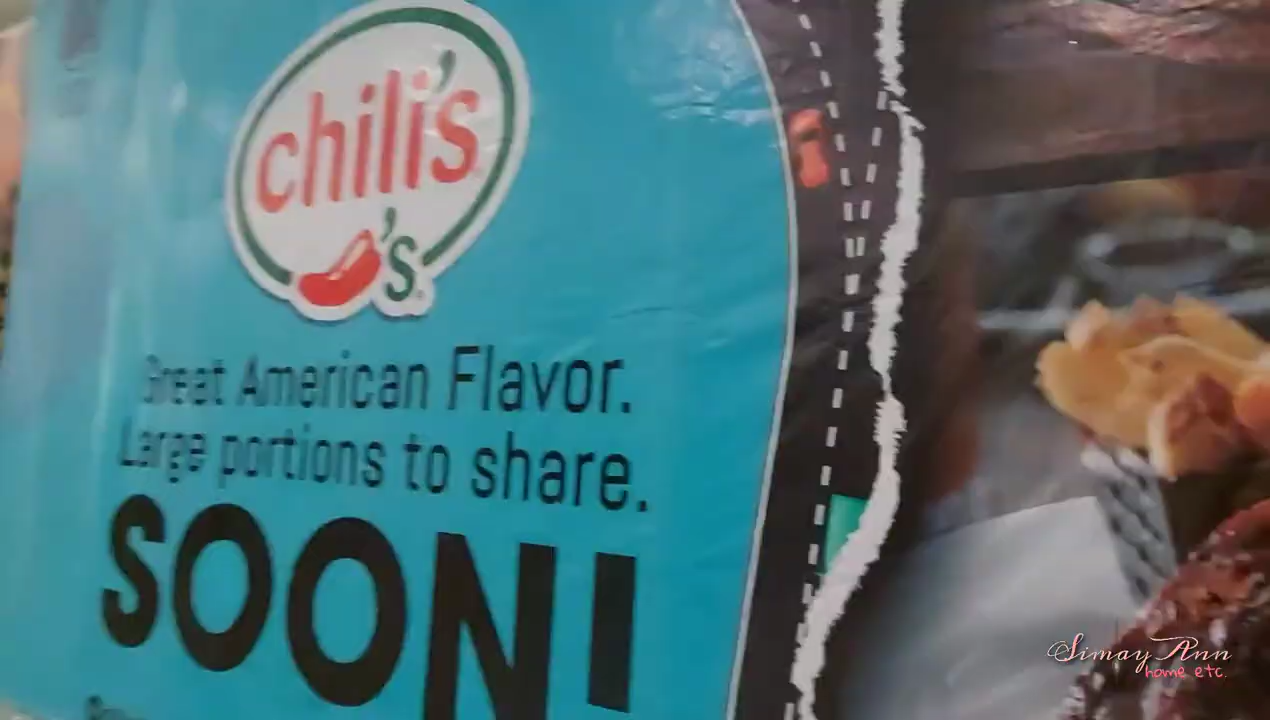 chili's
's
Great American Flavor.
Large portions to share.
SOON!
Simay Ann
home etc.